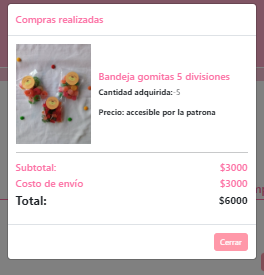 Compras realizadas
Bandeja gomitas 5 divisiones
Cantidad adquirida: 5
Precio: accesible por la patrona
Subtotal: $3000
Costo de envío $3000
Total: $6000
Cerrar